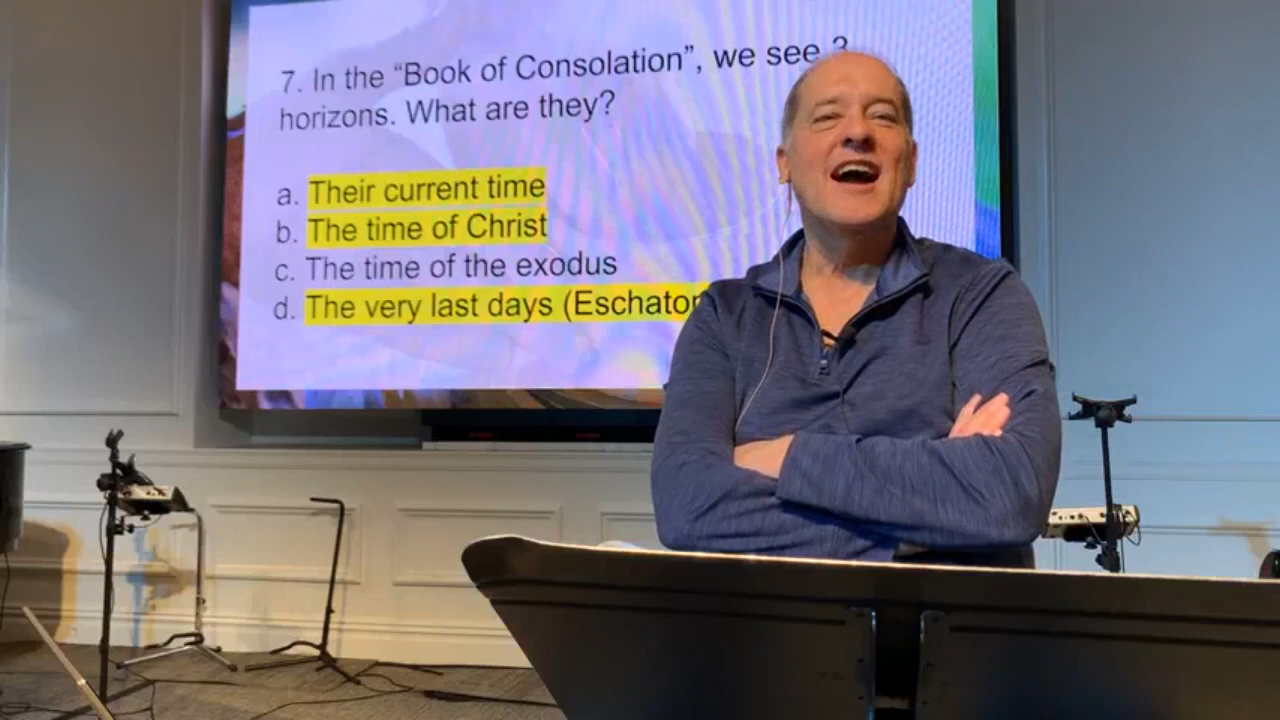 7. In the “Book of Consolation”, we see 3
horizons. What are they?
a. Their current time
b. The time of Christ
c. The time of the exodus
d. The very last days (Eschaton